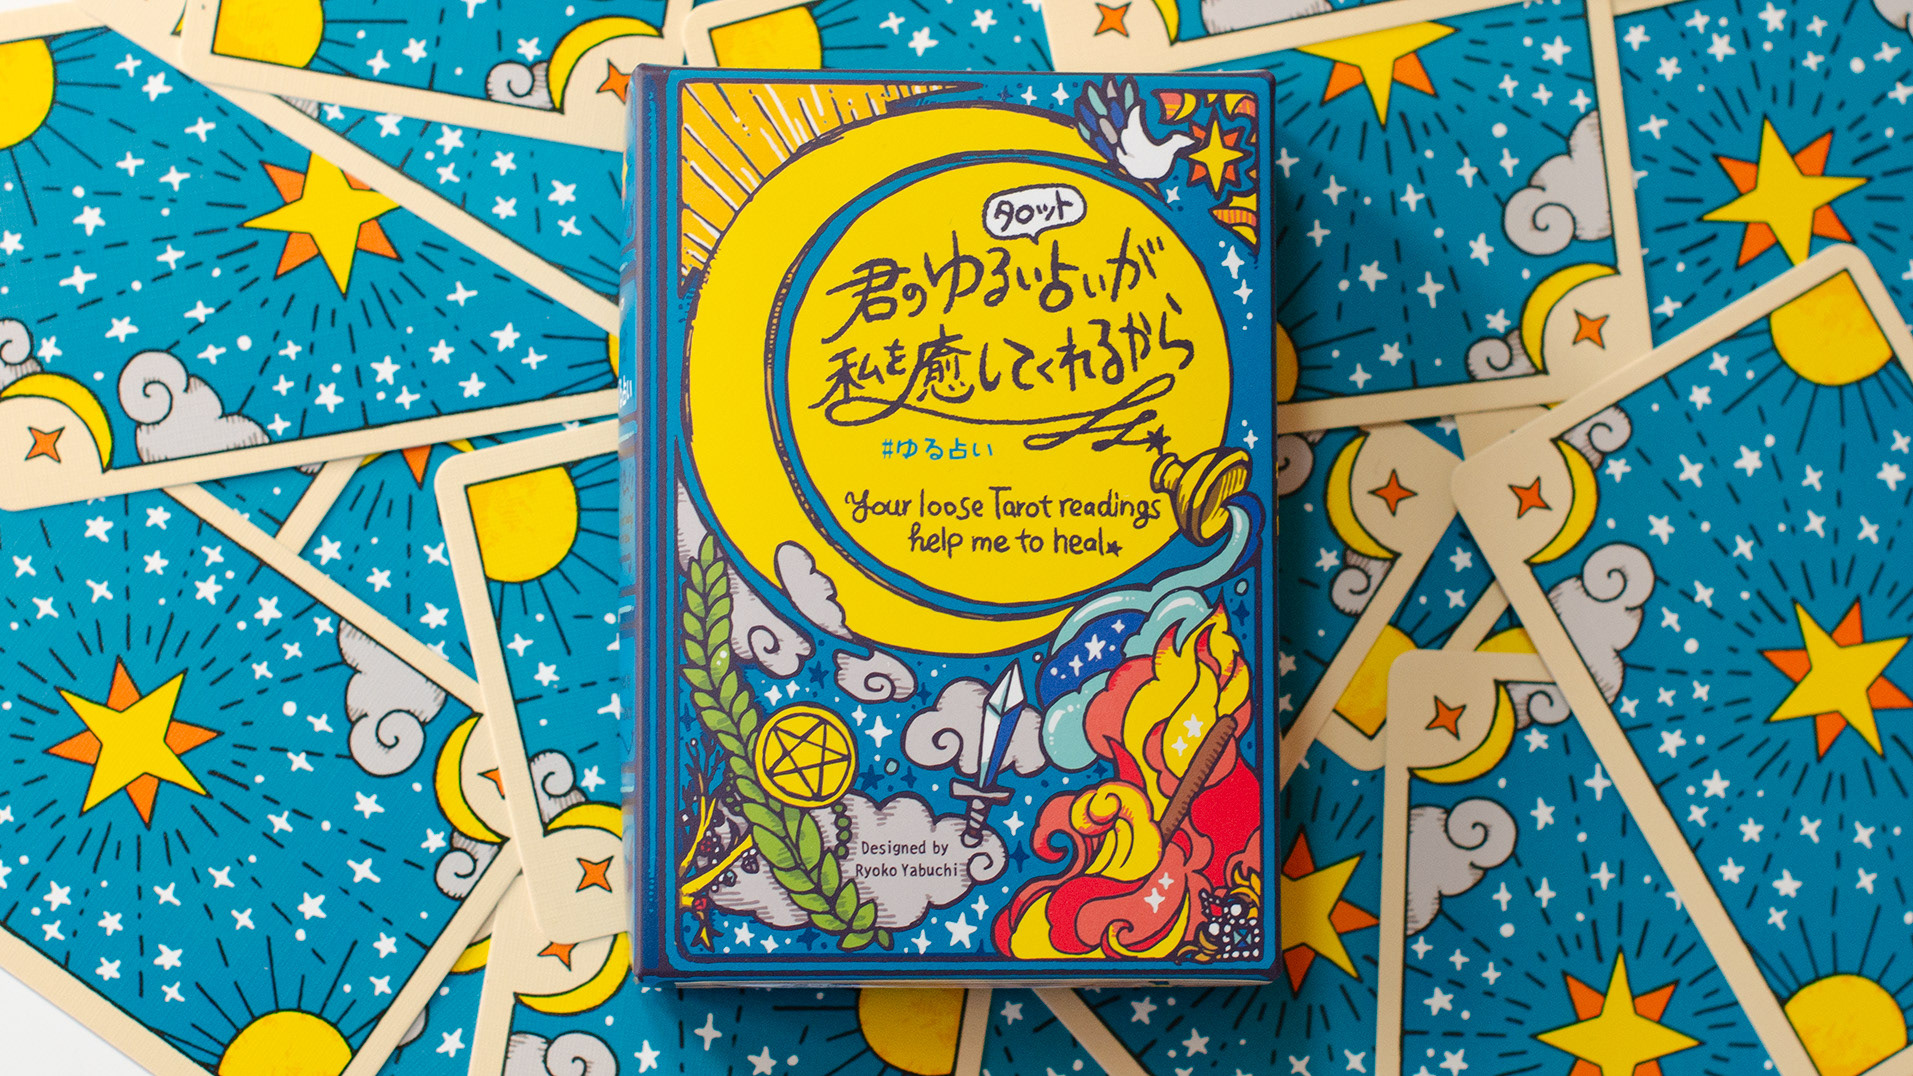 タロット
君のゆるい占いが
私を癒してくれるから
#ゆる占い
Your loose Tarot readings
help me to heal
Designed by
Ryoko Yabuchi